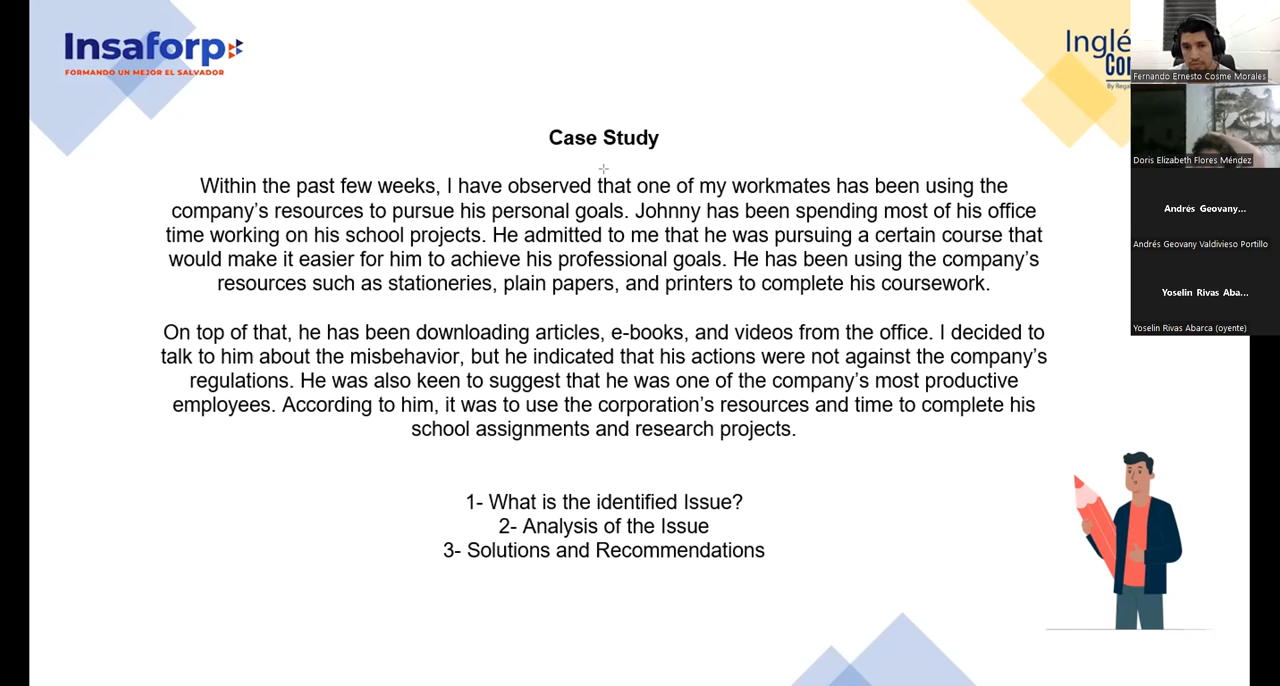 Insaforp
FORMANDO UN MEJOR EL SALVADOR
Inglé
By Rega
Fernando Ernesto Cosme Morales
Doris Elizabeth Flores Méndez
Andrés Geovany...
Andrés Geovany Valdivieso Portillo
Yoselin Rivas Aba...
Yoselin Rivas Abarca (oyente)
Case Study
Within the past few weeks, I have observed that one of my workmates has been using the
company’s resources to pursue his personal goals. Johnny has been spending most of his office
time working on his school projects. He admitted to me that he was pursuing a certain course that
would make it easier for him to achieve his professional goals. He has been using the company’s
resources such as stationeries, plain papers, and printers to complete his coursework.
On top of that, he has been downloading articles, e-books, and videos from the office. I decided to
talk to him about the misbehavior, but he indicated that his actions were not against the company’s
regulations. He was also keen to suggest that he was one of the company’s most productive
employees. According to him, it was to use the corporation’s resources and time to complete his
school assignments and research projects.
1- What is the identified Issue?
2- Analysis of the Issue
3- Solutions and Recommendations